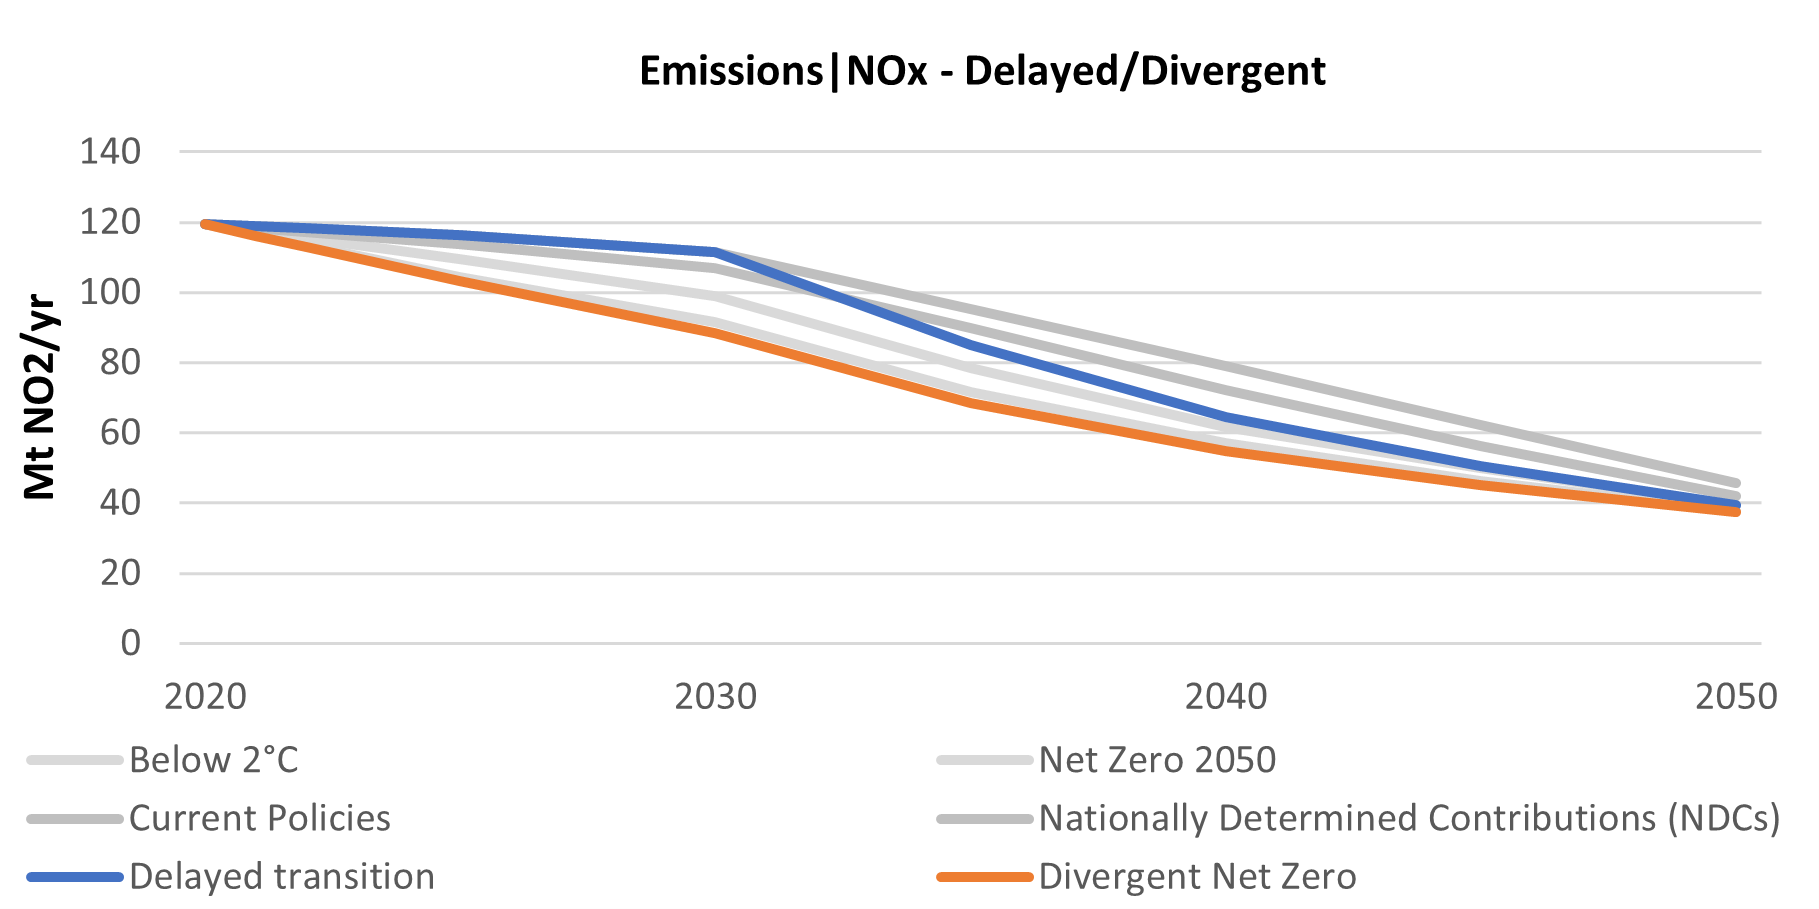 Emissions|NOx - Delayed/Divergent
Mt NO2/yr
140
120
100
80
60
40
20
0
2020 2030 2040 2050
Below 2°C Net Zero 2050
Current Policies Nationally Determined Contributions (NDCs)
Delayed transition Divergent Net Zero